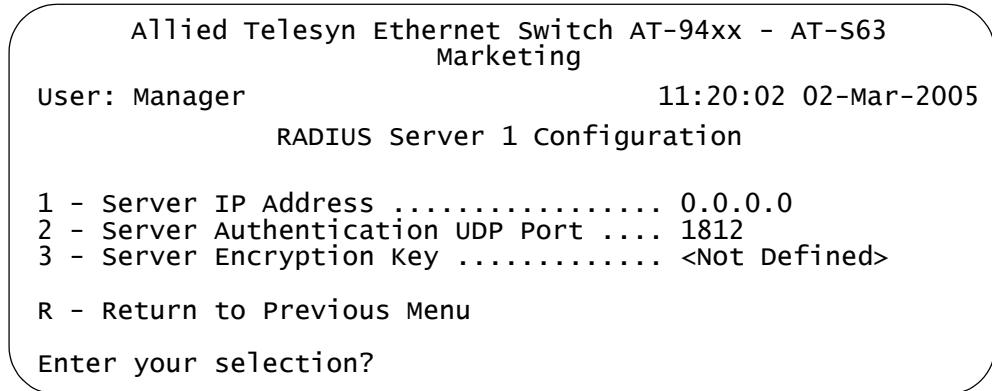 Allied Telesyn Ethernet Switch AT-94xx - AT-S63
Marketing
User: Manager 11:20:02 02-Mar-2005
RADIUS Server 1 Configuration
1 - Server IP Address ................. 0.0.0.0
2 - Server Authentication UDP Port .... 1812
3 - Server Encryption Key ............. <Not Defined>
R - Return to Previous Menu
Enter your selection?